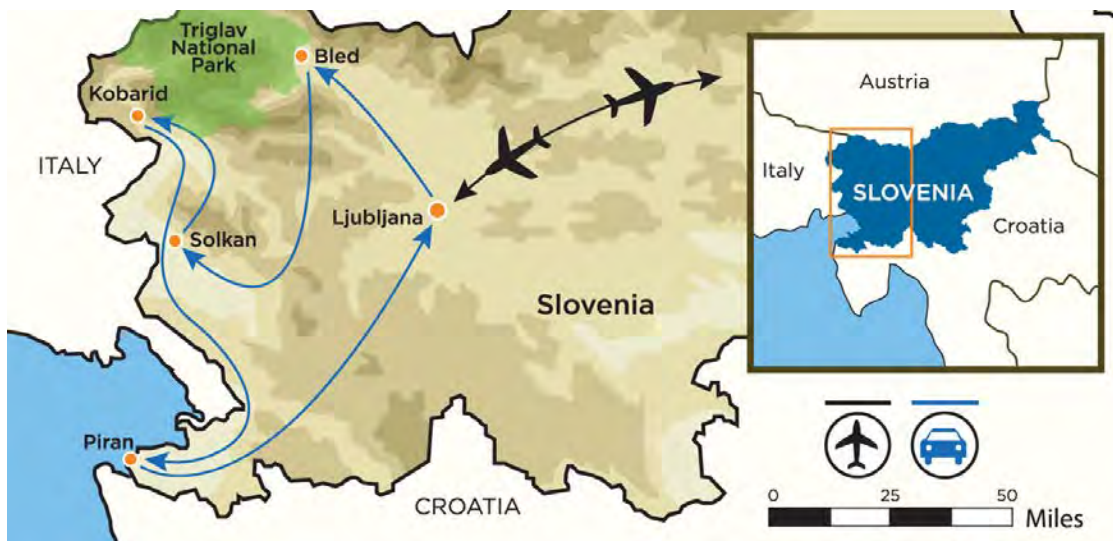 Triglav
National
Park
Bled
Kobarid
ITALY
Ljubljana
Solkan
Slovenia
Piran
CROATIA
Austria
Italy
SLOVENIA
Croatia
0 25 50
Miles